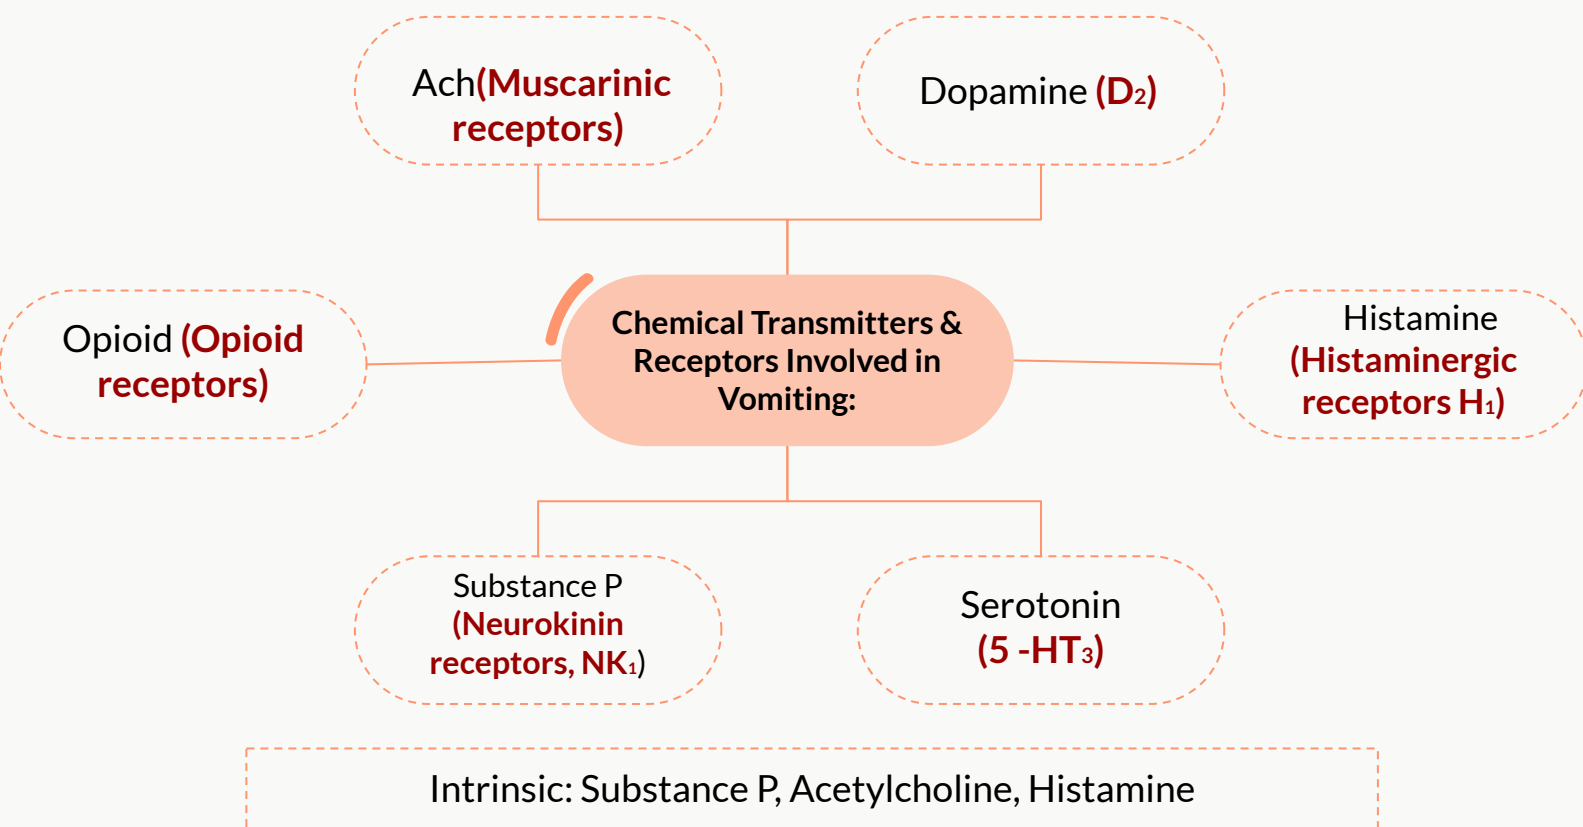 Ach(Muscarinic
receptors)
Dopamine (D₂)
Opioid (Opioid
receptors)
Chemical Transmitters &
Receptors Involved in
Vomiting:
Histamine
(Histaminergic
receptors H₁)
Substance P
(Neurokinin
receptors, NK₁)
Serotonin
(5 -HT₃)
Intrinsic: Substance P, Acetylcholine, Histamine